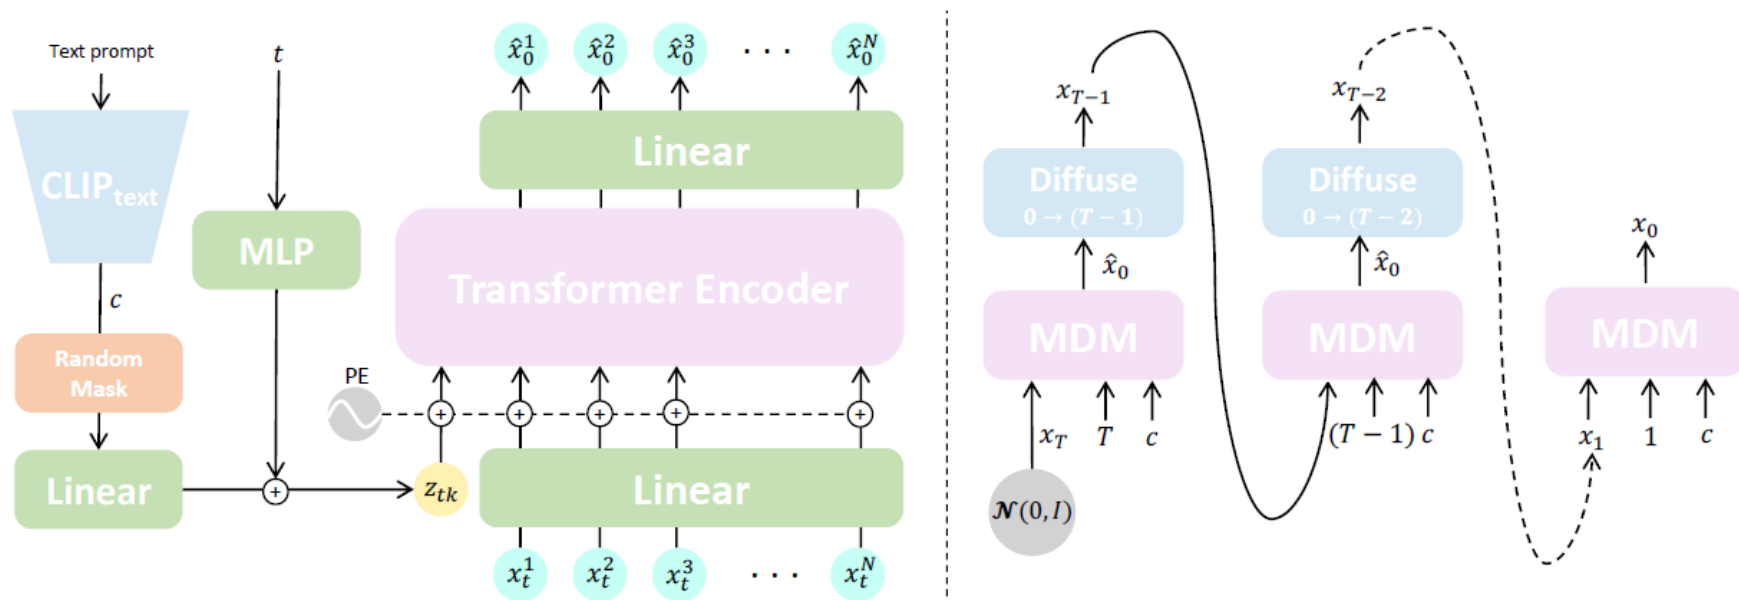 Text prompt
t
CLIP_text
c
Random
Mask
Linear
MLP
+
z_tk
PE
+ + + + +
x̂_0^1 x̂_0^2 x̂_0^3 · · · x̂_0^N
Linear
Transformer Encoder
Linear
x_t^1 x_t^2 x_t^3 · · · x_t^N
x_{T−1}
Diffuse
0 → (T − 1)
x̂_0
MDM
x_T T c
𝒩(0, I)
x_{T−2}
Diffuse
0 → (T − 2)
x̂_0
MDM
(T − 1) c
x_0
MDM
x_1 1 c